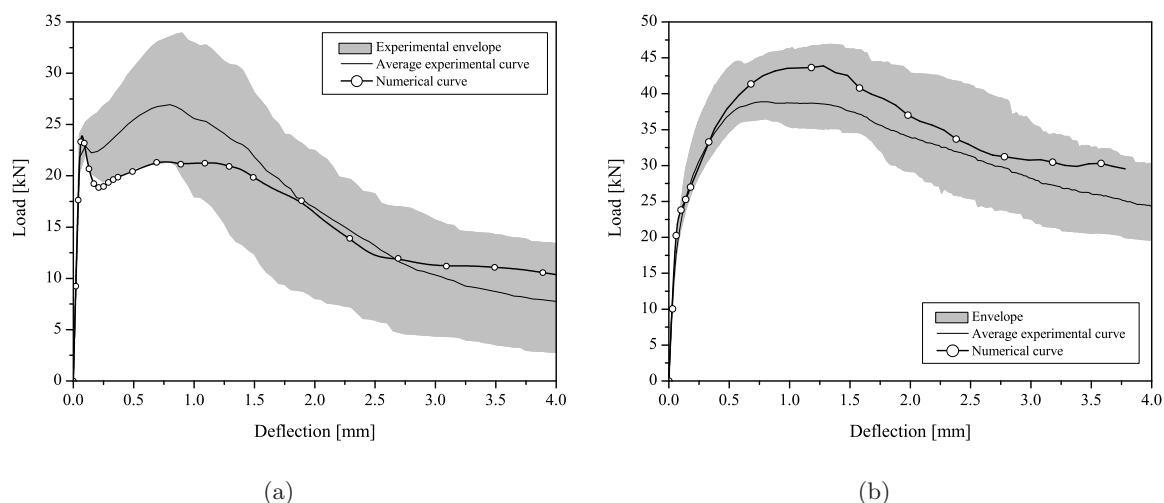 35
30
25
20
15
10
5
0
Load [kN]
0.0 0.5 1.0 1.5 2.0 2.5 3.0 3.5 4.0
Deflection [mm]
Experimental envelope
Average experimental curve
Numerical curve
(a)
50
45
40
35
30
25
20
15
10
5
0
Load [kN]
0.0 0.5 1.0 1.5 2.0 2.5 3.0 3.5 4.0
Deflection [mm]
Envelope
Average experimental curve
Numerical curve
(b)